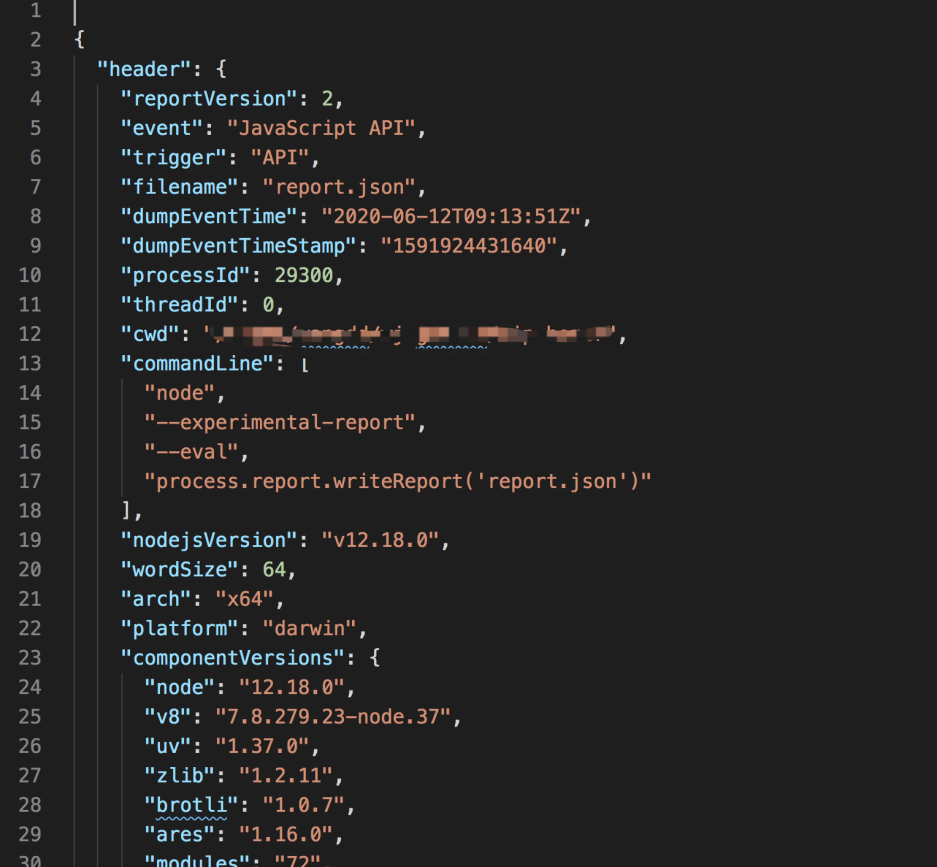 1
2 {
3 "header": {
4 "reportVersion": 2,
5 "event": "JavaScript API",
6 "trigger": "API",
7 "filename": "report.json",
8 "dumpEventTime": "2020-06-12T09:13:51Z",
9 "dumpEventTimeStamp": "1591924431640",
10 "processId": 29300,
11 "threadId": 0,
12 "cwd": ",
13 "commandLine": [
14 "node",
15 "--experimental-report",
16 "--eval",
17 "process.report.writeReport('report.json')"
18 ],
19 "nodejsVersion": "v12.18.0",
20 "wordSize": 64,
21 "arch": "x64",
22 "platform": "darwin",
23 "componentVersions": {
24 "node": "12.18.0",
25 "v8": "7.8.279.23-node.37",
26 "uv": "1.37.0",
27 "zlib": "1.2.11",
28 "brotli": "1.0.7",
29 "ares": "1.16.0",
30 "modules": "72",